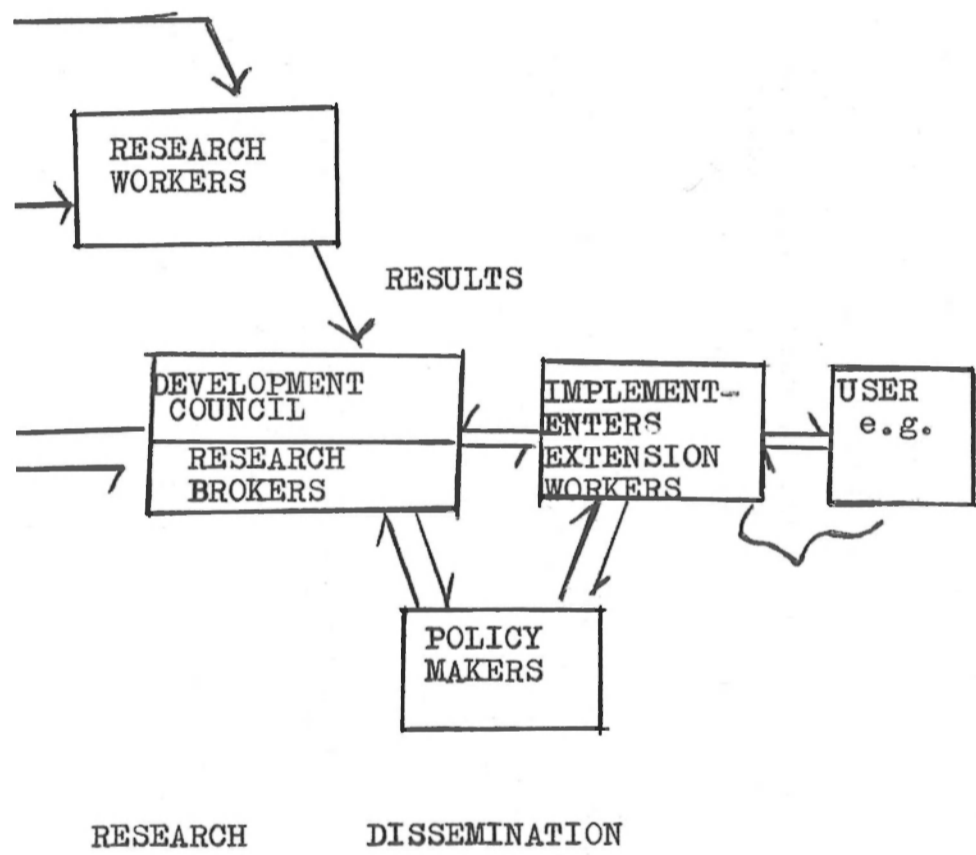 RESEARCH
WORKERS
RESULTS
DEVELOPMENT
COUNCIL
RESEARCH
BROKERS
IMPLEMENT-
ENTERS
EXTENSION
WORKERS
USER
e.g.
POLICY
MAKERS
RESEARCH DISSEMINATION